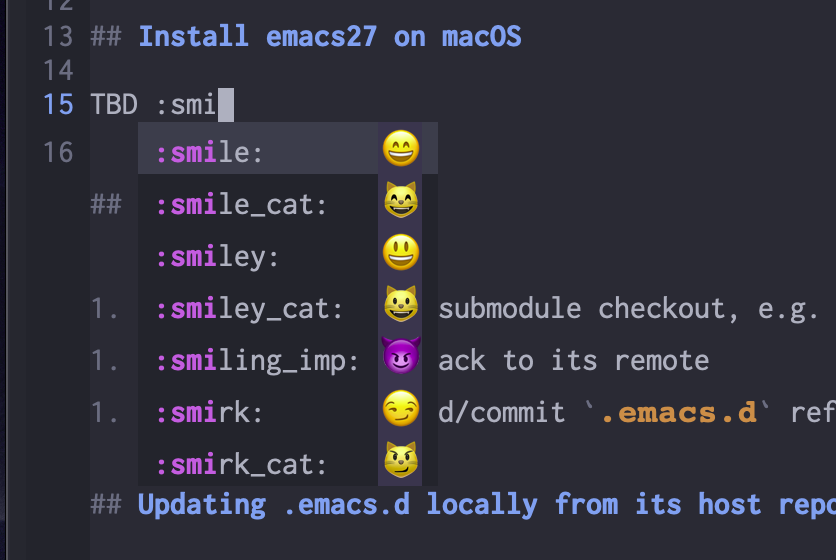 12
13 ## Install emacs27 on macOS
14
15 TBD :smi
:smile: 😄
16
:smile_cat: 😸
##
:smiley: 😃
:smiley_cat: 😺
1. submodule checkout, e.g.
:smiling_imp: 😈
1. ack to its remote
:smirk: 😏
1. d/commit `.emacs.d` ref
:smirk_cat: 😼
## Updating .emacs.d locally from its host repo